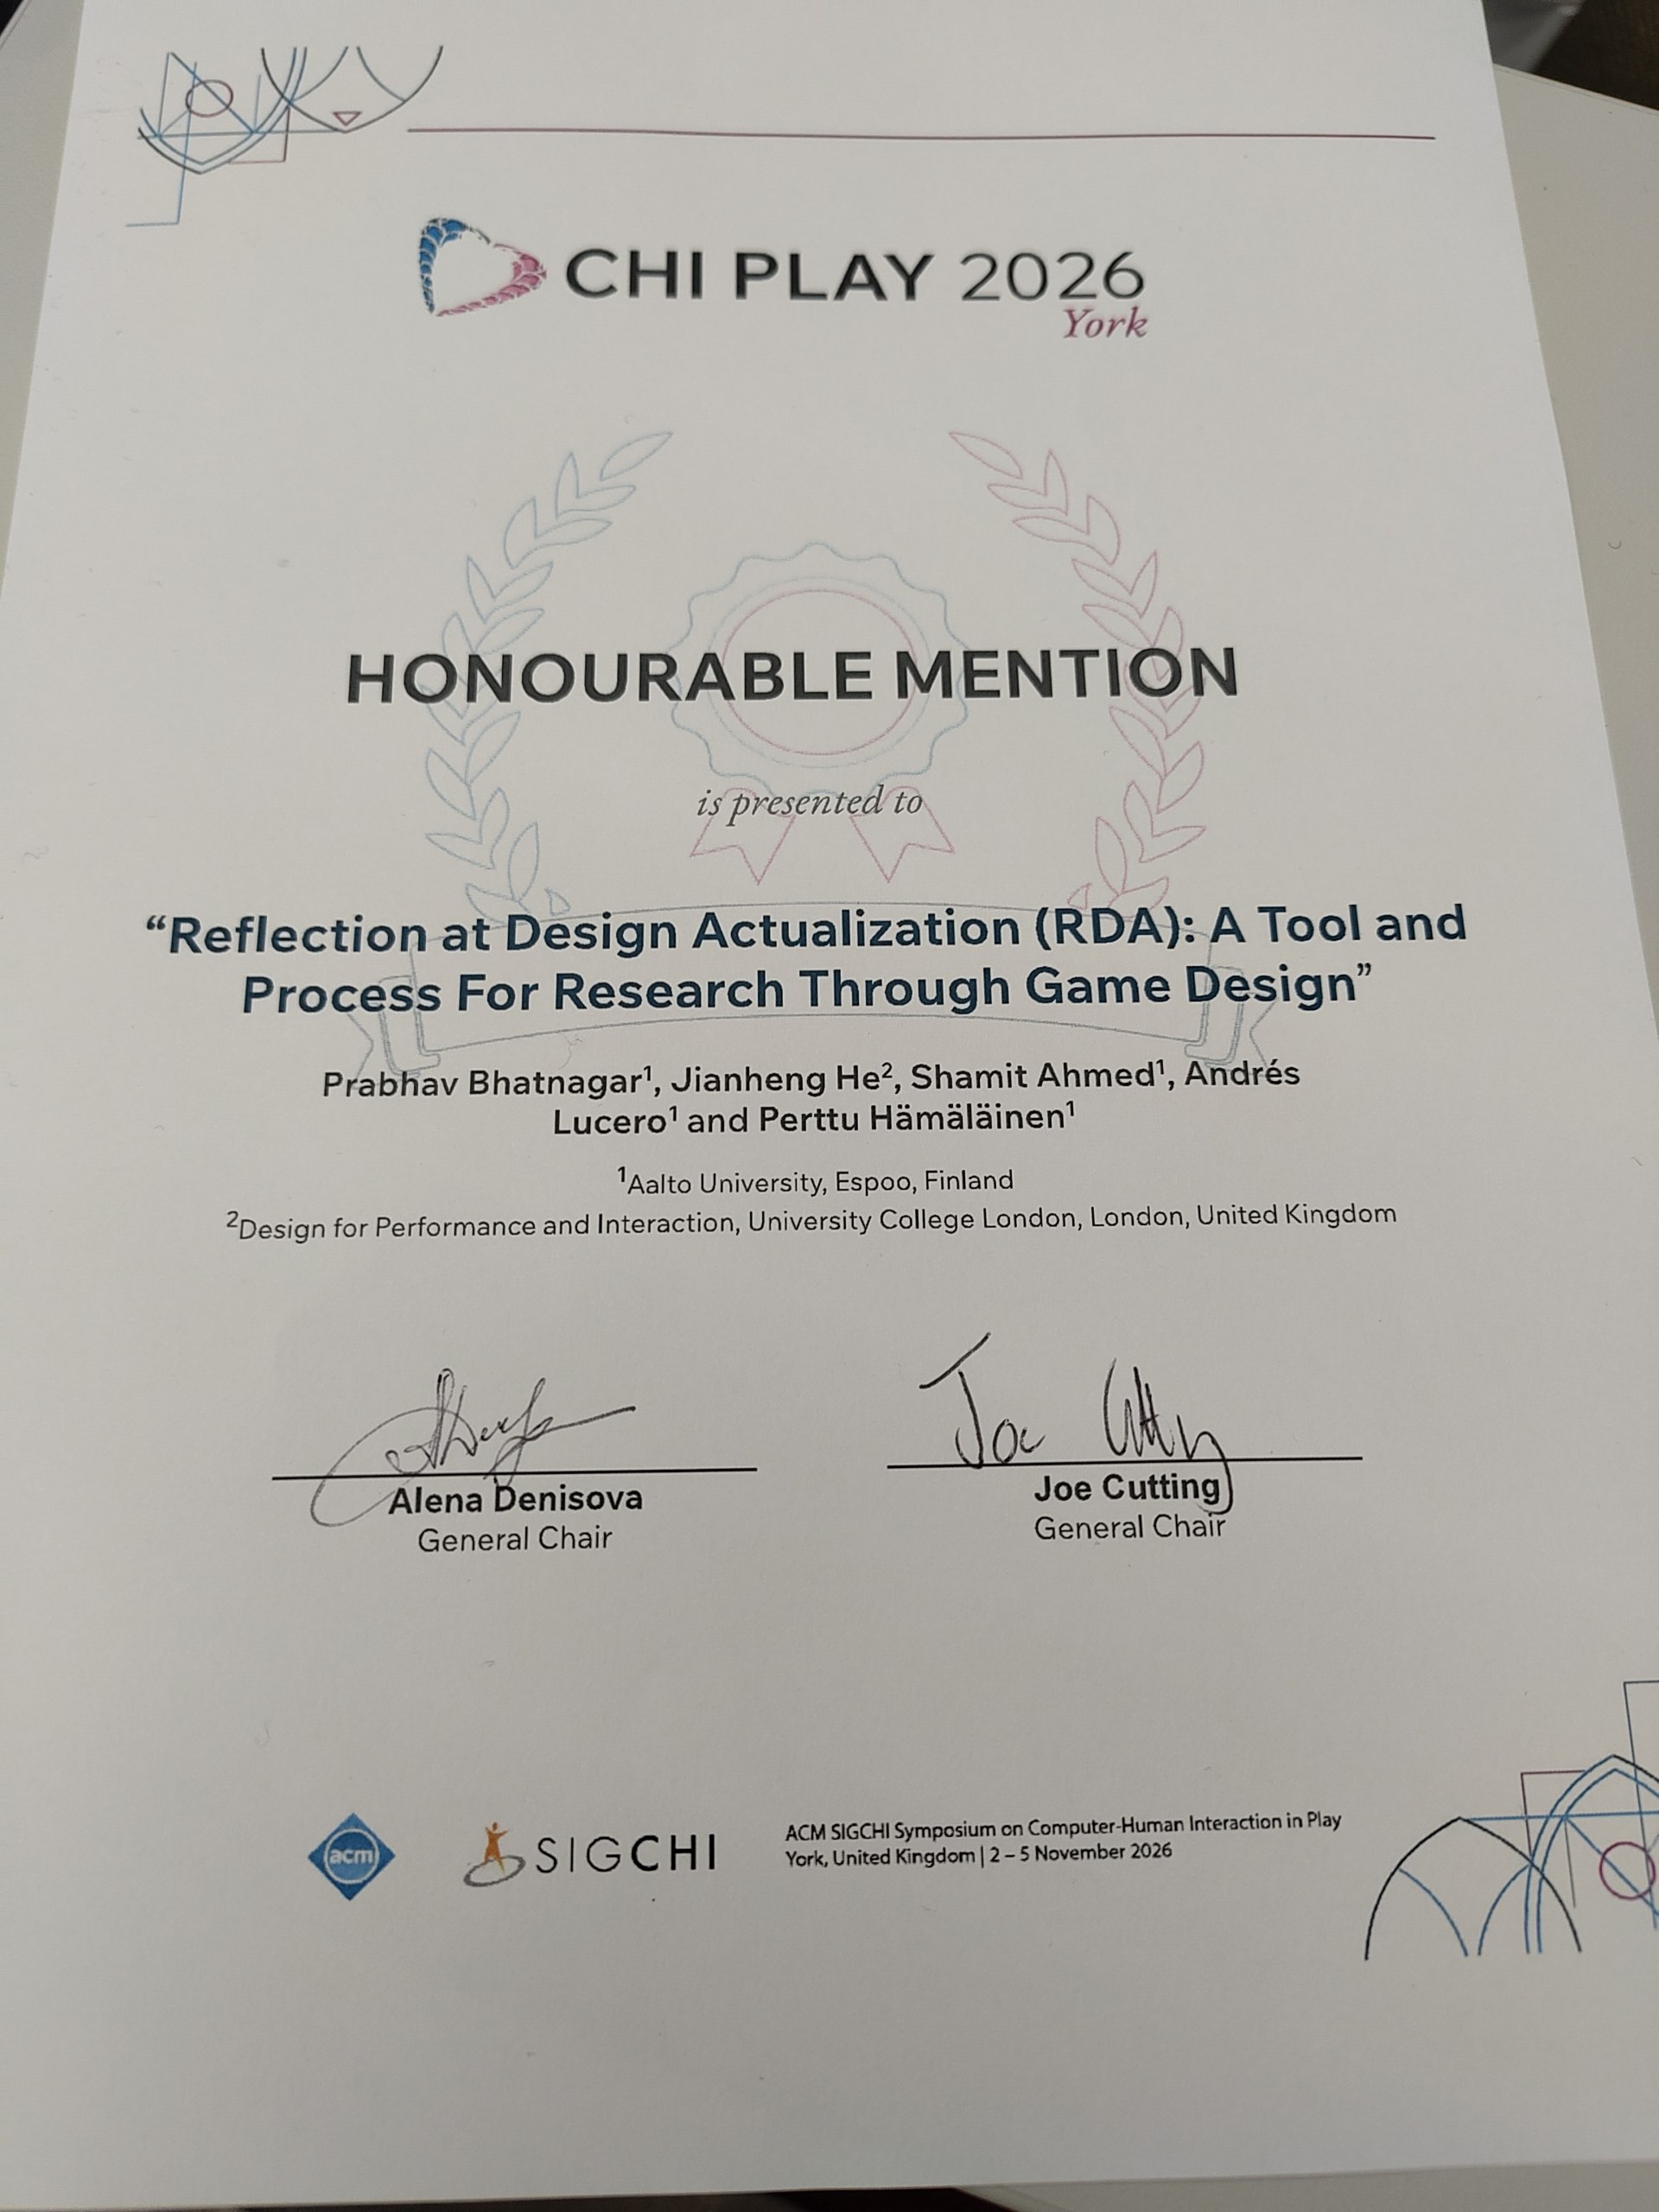 CHI PLAY 2026
York
HONOURABLE MENTION
is presented to
“Reflection at Design Actualization (RDA): A Tool and
Process For Research Through Game Design”
Prabhav Bhatnagar¹, Jianheng He², Shamit Ahmed¹, Andrés
Lucero¹ and Perttu Hämäläinen¹
¹Aalto University, Espoo, Finland
²Design for Performance and Interaction, University College London, London, United Kingdom
Joe Cutting
Alena Denisova
General Chair
Joe Cutting
General Chair
acm
SIGCHI
ACM SIGCHI Symposium on Computer-Human Interaction in Play
York, United Kingdom | 2 – 5 November 2026